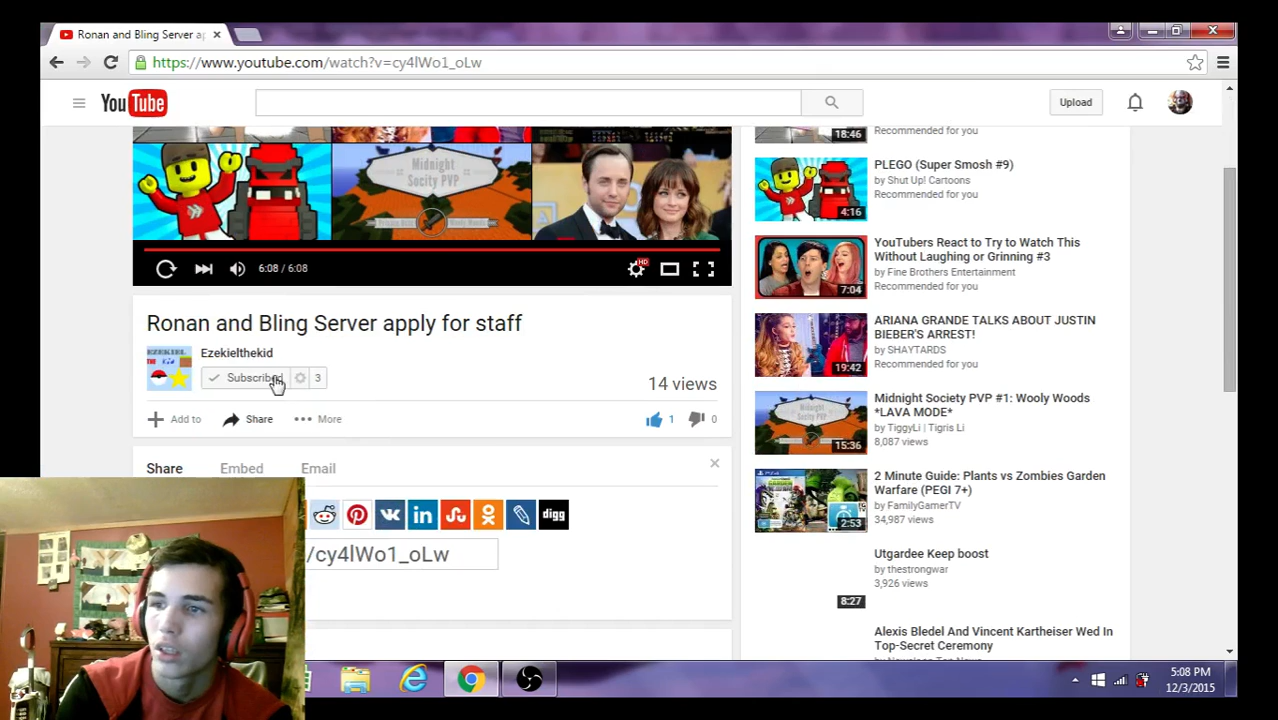 Ronan and Bling Server ap
https://www.youtube.com/watch?v=cy4lWo1_oLw
YouTube
Upload
18:46
Recommended for you
Midnight
Socity PVP
PLEGO (Super Smosh #9)
by Shut Up! Cartoons
Recommended for you
4:16
YouTubers React to Try to Watch This
Without Laughing or Grinning #3
by Fine Brothers Entertainment
Recommended for you
7:04
6:08 / 6:08
HD
Ronan and Bling Server apply for staff
EZEKIEL
Ezekielthekid
Subscribed
3
14 views
Add to
Share
More
1
0
ARIANA GRANDE TALKS ABOUT JUSTIN
BIEBER'S ARREST!
by SHAYTARDS
Recommended for you
19:42
Midnight Society PVP #1: Wooly Woods
*LAVA MODE*
by TiggyLi | Tigris Li
8,087 views
15:36
Share
Embed
Email
digg
/cy4lWo1_oLw
2 Minute Guide: Plants vs Zombies Garden
Warfare (PEGI 7+)
by FamilyGamerTV
34,987 views
2:53
Utgardee Keep boost
by thestrongwar
3,926 views
8:27
Alexis Bledel And Vincent Kartheiser Wed In
Top-Secret Ceremony
5:08 PM
12/3/2015